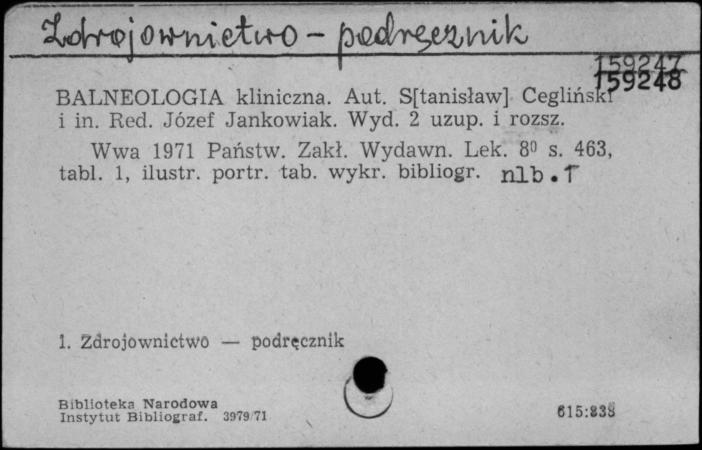 Zdrojownictwo – podręcznik
159247
159248
BALNEOLOGIA kliniczna. Aut. S[tanisław] Cegliński
i in. Red. Józef Jankowiak. Wyd. 2 uzup. i rozsz.
Wwa 1971 Państw. Zakł. Wydawn. Lek. 8⁰ s. 463,
tabl. 1, ilustr. portr. tab. wykr. bibliogr. nlb. 1
1. Zdrojownictwo — podręcznik
Biblioteka Narodowa
Instytut Bibliograf. 3979/71
615:838